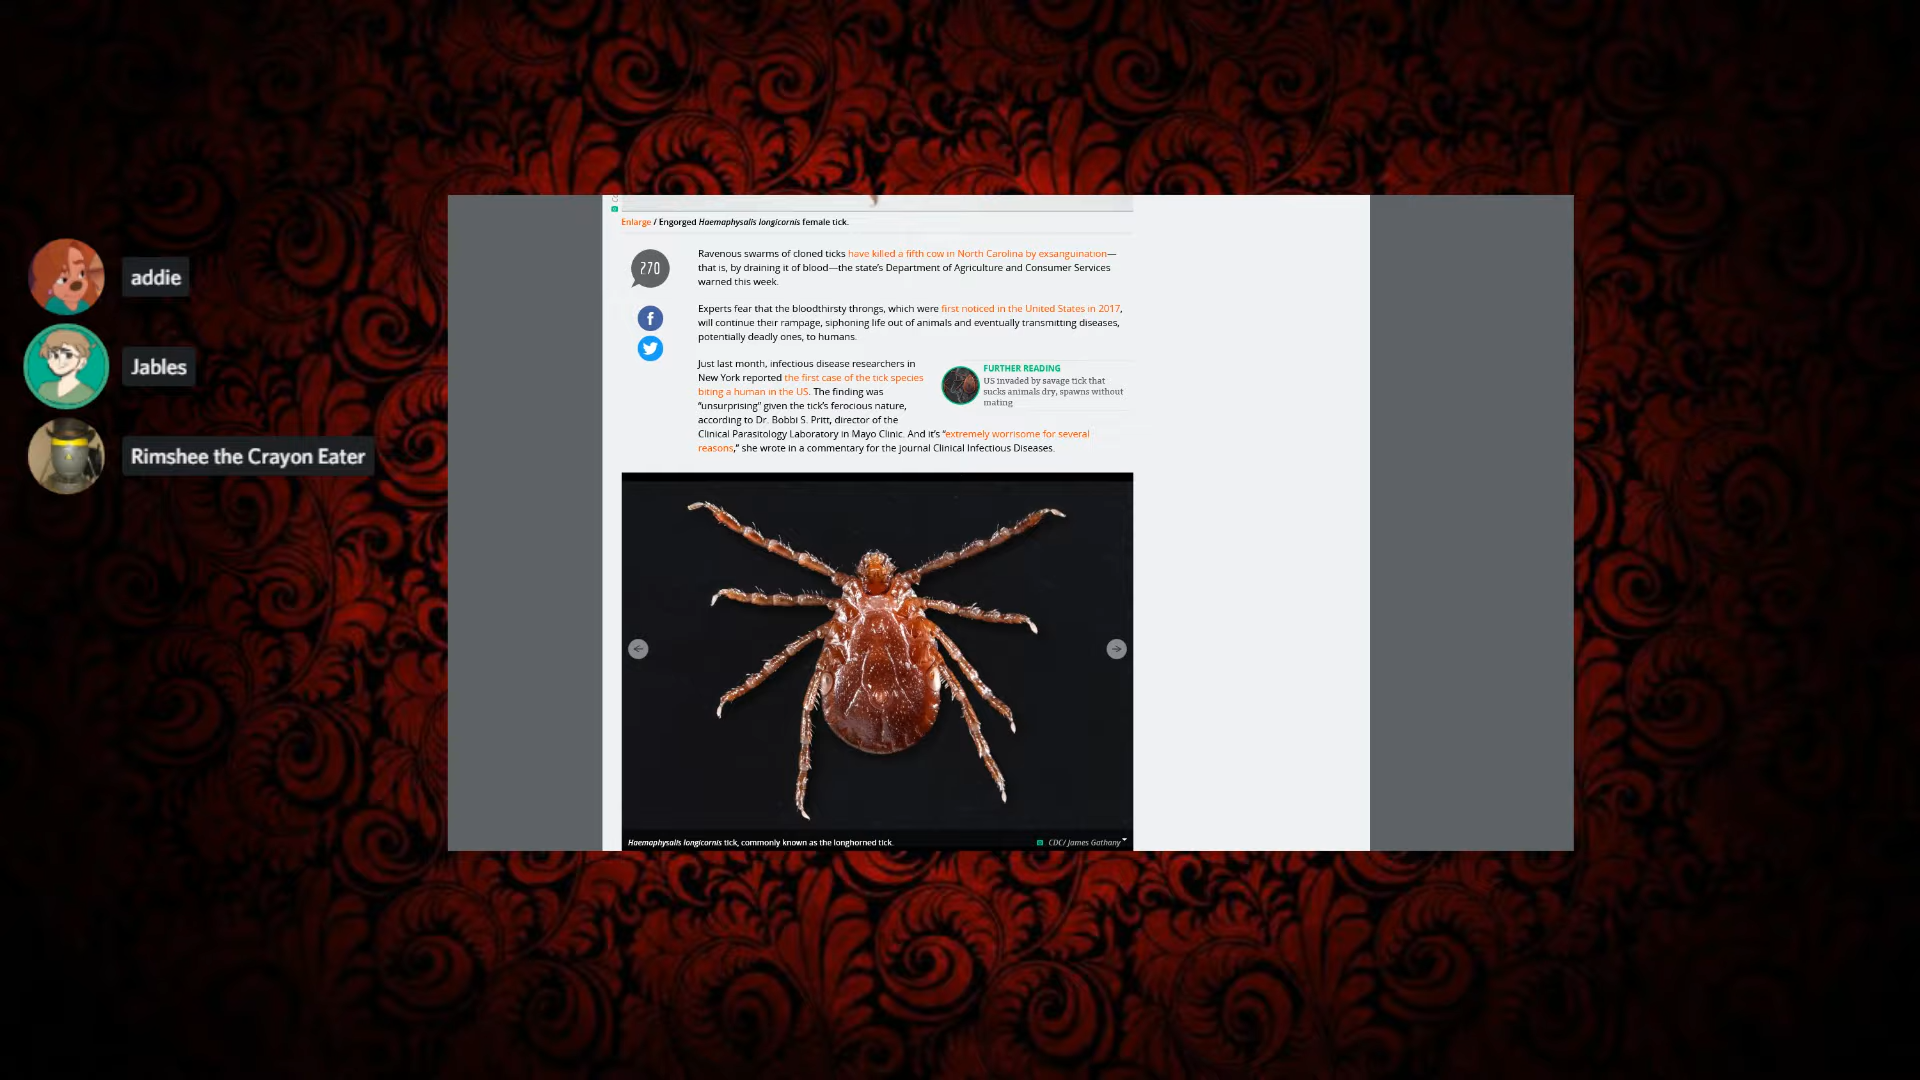 addie
Jables
Rimshee the Crayon Eater
Enlarge / Engorged Haemaphysalis longicornis female tick.
270
Ravenous swarms of cloned ticks have killed a fifth cow in North Carolina by exsanguination—
that is, by draining it of blood—the state's Department of Agriculture and Consumer Services
warned this week.
Experts fear that the bloodthirsty throngs, which were first noticed in the United States in 2017,
will continue their rampage, siphoning life out of animals and eventually transmitting diseases,
potentially deadly ones, to humans.
Just last month, infectious disease researchers in
New York reported the first case of the tick species
biting a human in the US. The finding was
"unsurprising" given the tick's ferocious nature,
according to Dr. Bobbi S. Pritt, director of the
Clinical Parasitology Laboratory in Mayo Clinic. And it's "extremely worrisome for several
reasons," she wrote in a commentary for the journal Clinical Infectious Diseases.
FURTHER READING
US invaded by savage tick that
sucks animals dry, spawns without
mating
Haemaphysalis longicornis tick, commonly known as the longhorned tick.
CDC/ James Gathany